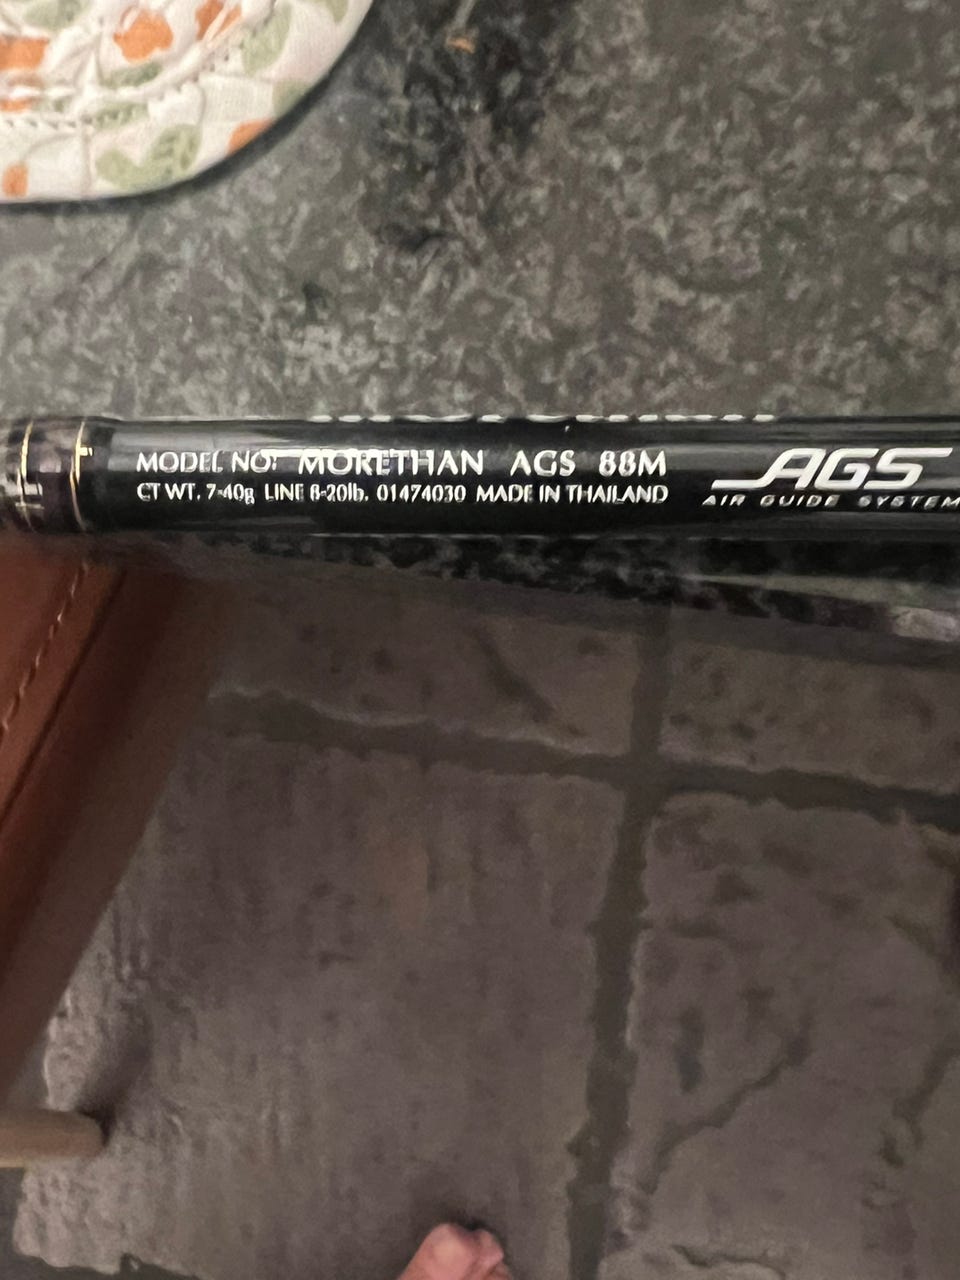 MODEL NO: MORETHAN AGS 88M
CT WT. 7-40g LINE 8-20lb. 01474030 MADE IN THAILAND
AGS
AIR GUIDE SYSTEM